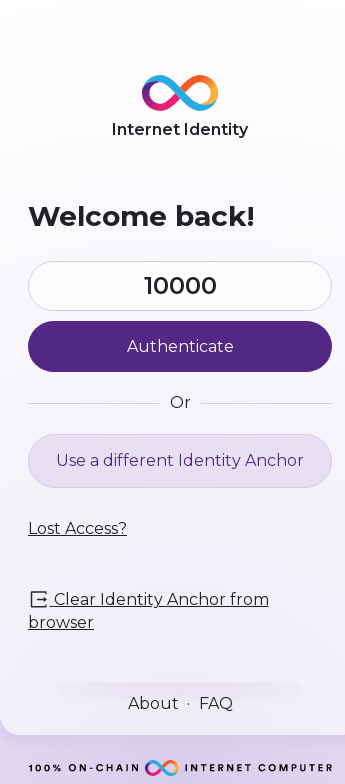 Internet Identity
Welcome back!
10000
Authenticate
Or
Use a different Identity Anchor
Lost Access?
Clear Identity Anchor from
browser
About · FAQ
100% ON-CHAIN INTERNET COMPUTER